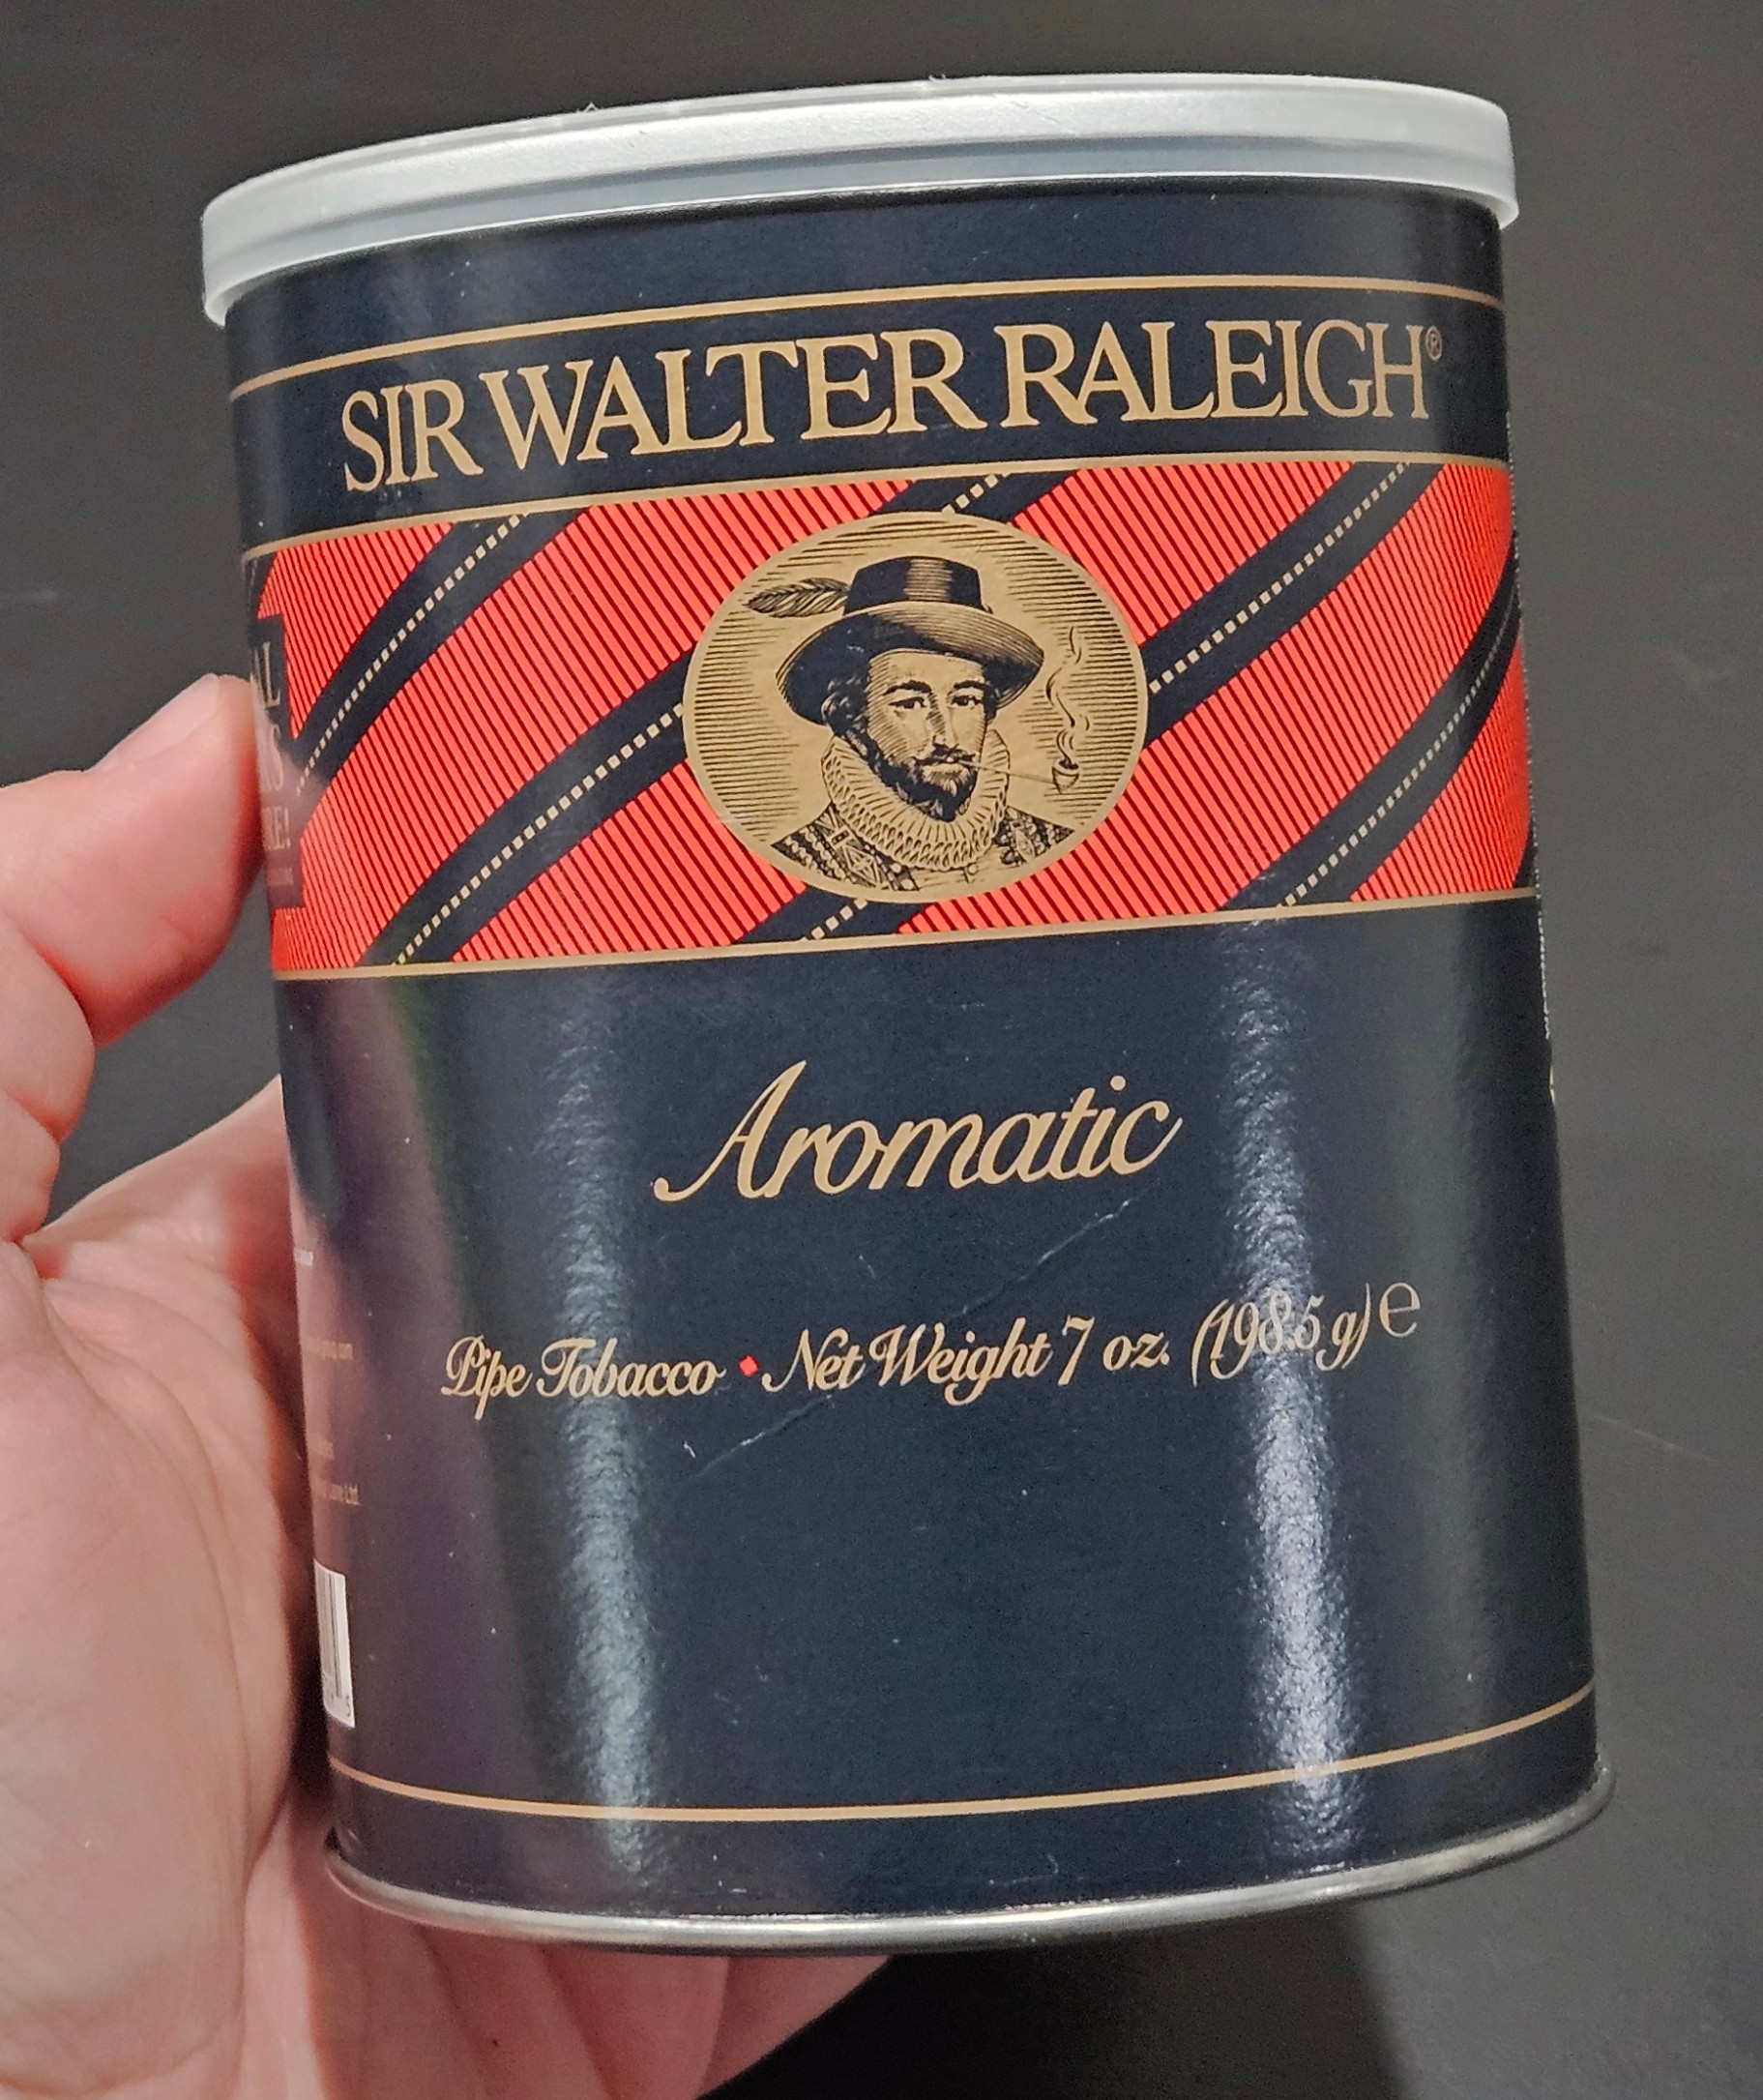 SIR WALTER RALEIGH®
Aromatic
Pipe Tobacco • Net Weight 7 oz. (198.5 g) e